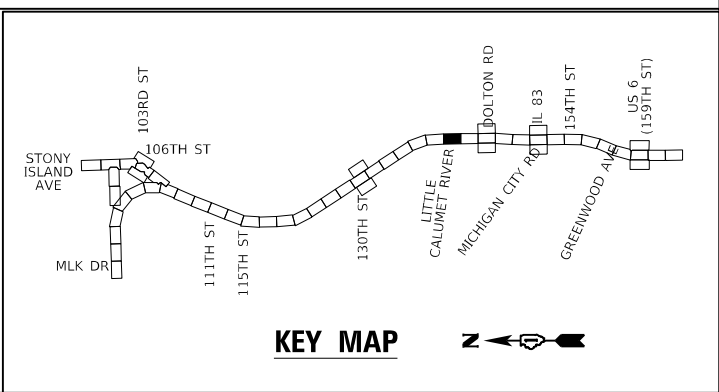 103RD ST
106TH ST
STONY
ISLAND
AVE
MLK DR
111TH ST
115TH ST
130TH ST
LITTLE
CALUMET RIVER
DOLTON RD
MICHIGAN CITY RD
IL 83
154TH ST
GREENWOOD AVE
US 6
(159TH ST)
KEY MAP
N